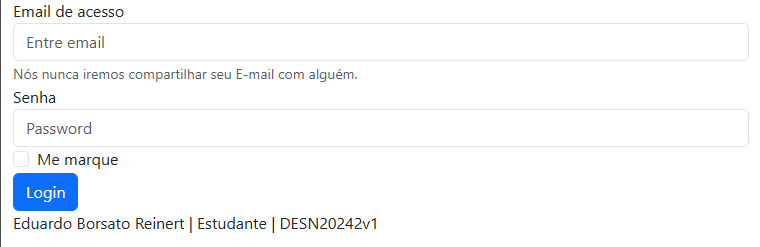 Email de acesso
Entre email
Nós nunca iremos compartilhar seu E-mail com alguém.
Senha
Password
Me marque
Login
Eduardo Borsato Reinert | Estudante | DESN20242v1